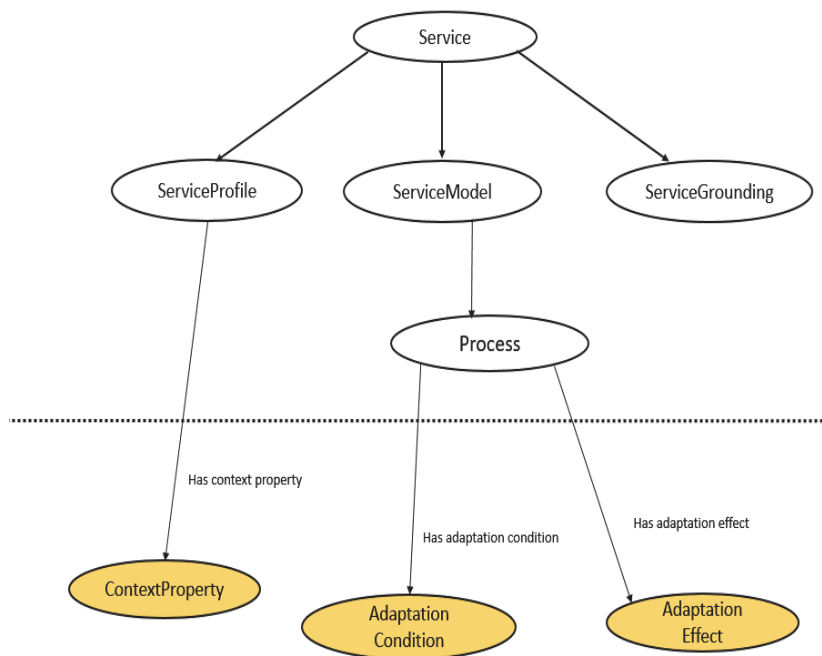 Service
ServiceProfile
ServiceModel
ServiceGrounding
Process
Has context property
Has adaptation condition
Has adaptation effect
ContextProperty
Adaptation
Condition
Adaptation
Effect